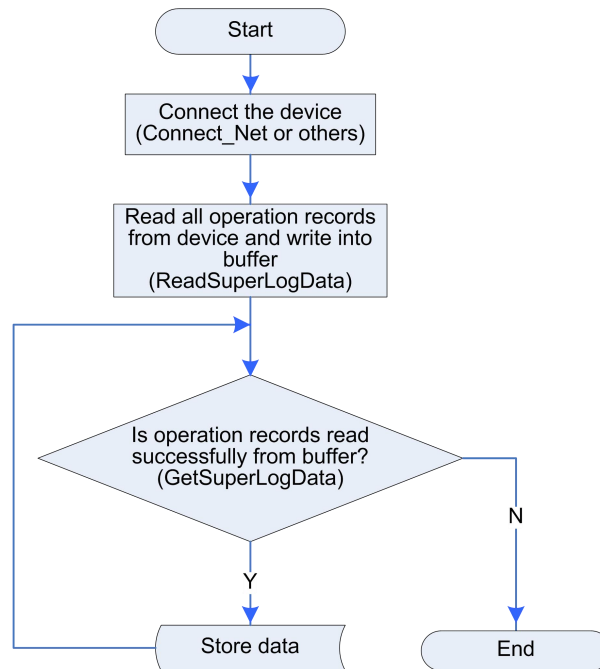 Start
Connect the device
(Connect_Net or others)
Read all operation records
from device and write into
buffer
(ReadSuperLogData)
Is operation records read
successfully from buffer?
(GetSuperLogData)
N
Y
Store data
End